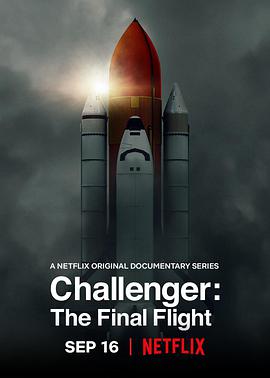 A NETFLIX ORIGINAL DOCUMENTARY SERIES
Challenger:
The Final Flight
SEP 16 | NETFLIX